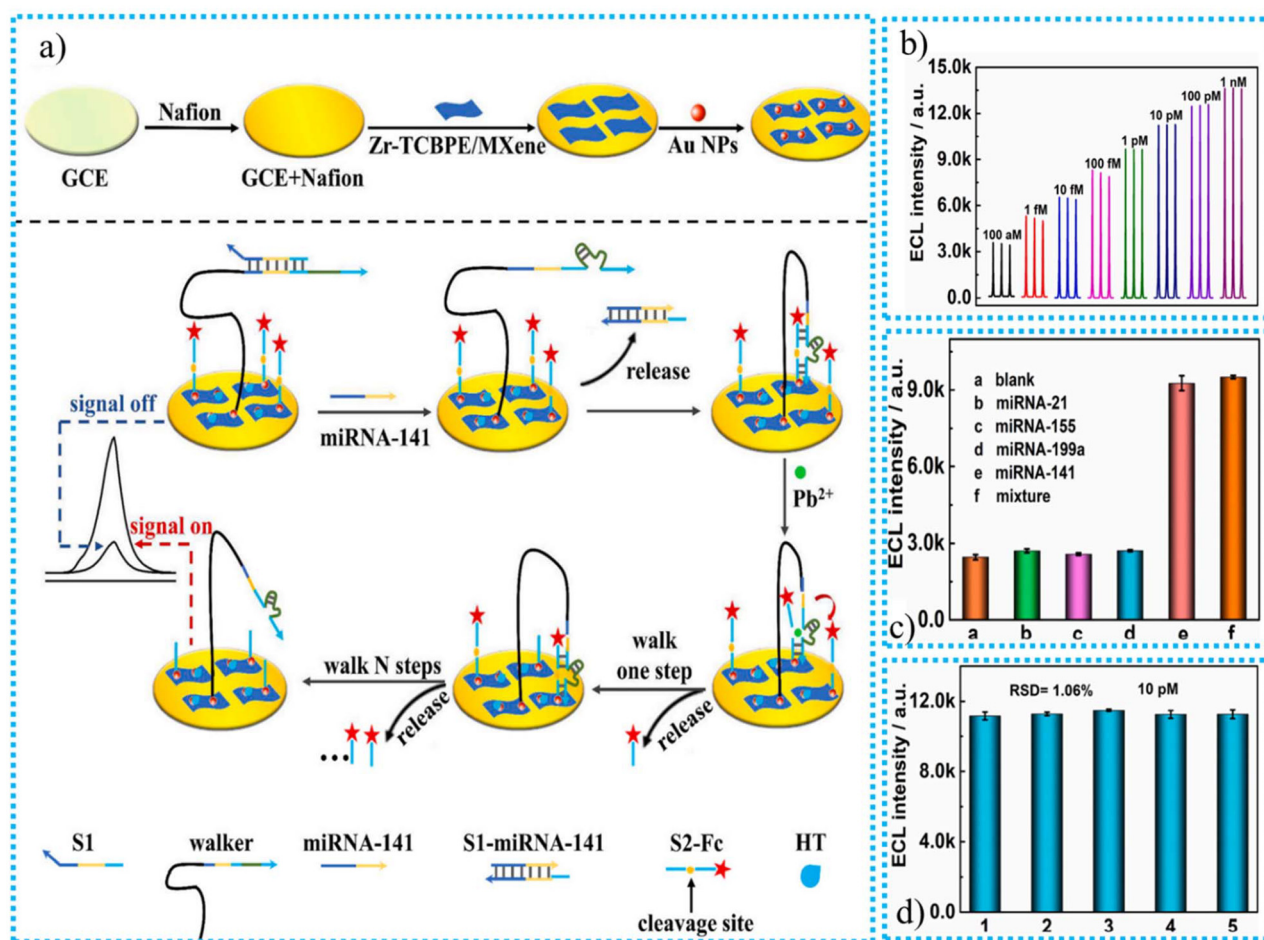 a)
Nafion
Zr-TCBPE/MXene
Au NPs
GCE
GCE+Nafion
miRNA-141
release
signal off
signal on
Pb²⁺
walk
one step
release
walk N steps
release
...
S1
walker
miRNA-141
S1-miRNA-141
S2-Fc
HT
cleavage site
b)
ECL intensity / a.u.
15.0k
12.0k
9.0k
6.0k
3.0k
0.0
100 aM
1 fM
10 fM
100 fM
1 pM
10 pM
100 pM
1 nM
c)
ECL intensity / a.u.
9.0k
6.0k
3.0k
0.0
a blank
b miRNA-21
c miRNA-155
d miRNA-199a
e miRNA-141
f mixture
a b c d e f
d)
ECL intensity / a.u.
12.0k
8.0k
4.0k
0.0
RSD= 1.06% 10 pM
1 2 3 4 5